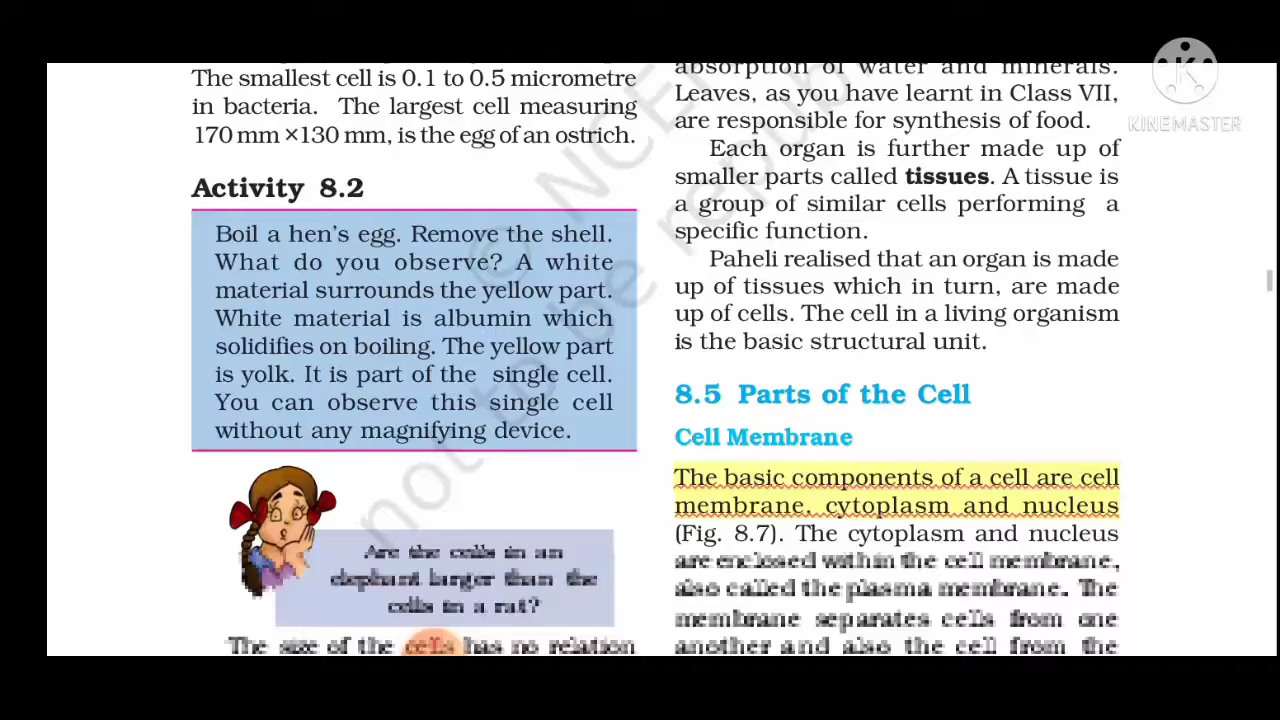 The smallest cell is 0.1 to 0.5 micrometre
in bacteria. The largest cell measuring
170 mm ×130 mm, is the egg of an ostrich.
Activity 8.2
Boil a hen's egg. Remove the shell.
What do you observe? A white
material surrounds the yellow part.
White material is albumin which
solidifies on boiling. The yellow part
is yolk. It is part of the single cell.
You can observe this single cell
without any magnifying device.
Are the cells in an
elephant larger than the
cells in a rat?
The size of the cells has no relation
absorption of water and minerals.
Leaves, as you have learnt in Class VII,
are responsible for synthesis of food.
Each organ is further made up of
smaller parts called tissues. A tissue is
a group of similar cells performing a
specific function.
Paheli realised that an organ is made
up of tissues which in turn, are made
up of cells. The cell in a living organism
is the basic structural unit.
8.5 Parts of the Cell
Cell Membrane
The basic components of a cell are cell
membrane, cytoplasm and nucleus
(Fig. 8.7). The cytoplasm and nucleus
are enclosed within the cell membrane,
also called the plasma membrane. The
membrane separates cells from one
another and also the cell from the
© NCE
not to be repub
K
KINEMASTER